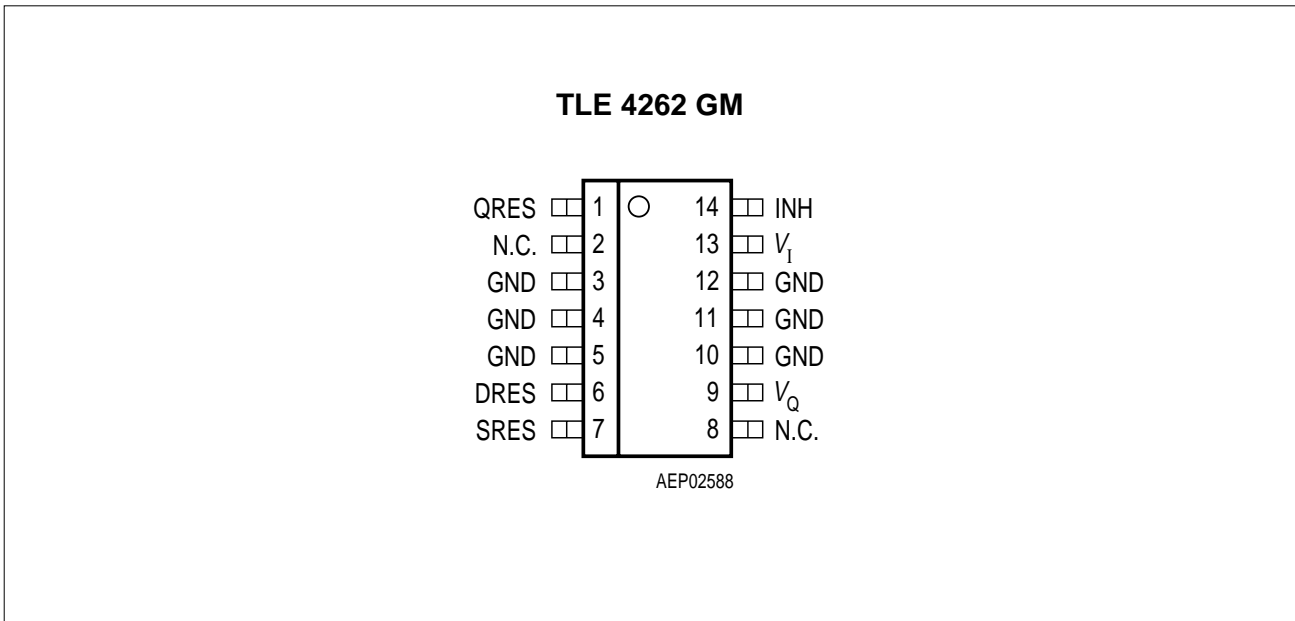 TLE 4262 GM
QRES 1 14 INH
N.C. 2 13 VI
GND 3 12 GND
GND 4 11 GND
GND 5 10 GND
DRES 6 9 VQ
SRES 7 8 N.C.
AEP02588